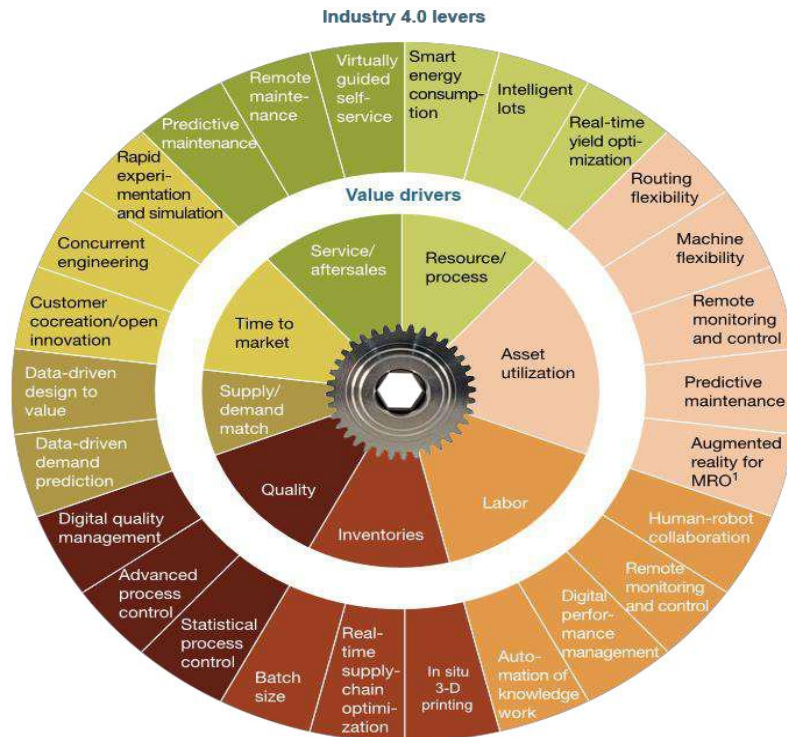 Industry 4.0 levers
Smart
energy
consump-
tion
Intelligent
lots
Real-time
yield opti-
mization
Routing
flexibility
Machine
flexibility
Remote
monitoring
and control
Predictive
maintenance
Augmented
reality for
MRO¹
Human-robot
collaboration
Remote
monitoring
and control
Digital
perfor-
mance
management
Auto-
mation of
knowledge
work
In situ
3-D
printing
Real-
time
supply-
chain
optimi-
zation
Batch
size
Statistical
process
control
Advanced
process
control
Digital quality
management
Data-driven
demand
prediction
Data-driven
design to
value
Customer
cocreation/open
innovation
Concurrent
engineering
Rapid
experi-
mentation
and simulation
Predictive
maintenance
Remote
mainte-
nance
Virtually
guided
self-
service
Value drivers
Resource/
process
Asset
utilization
Labor
Inventories
Quality
Supply/
demand
match
Time to
market
Service/
aftersales